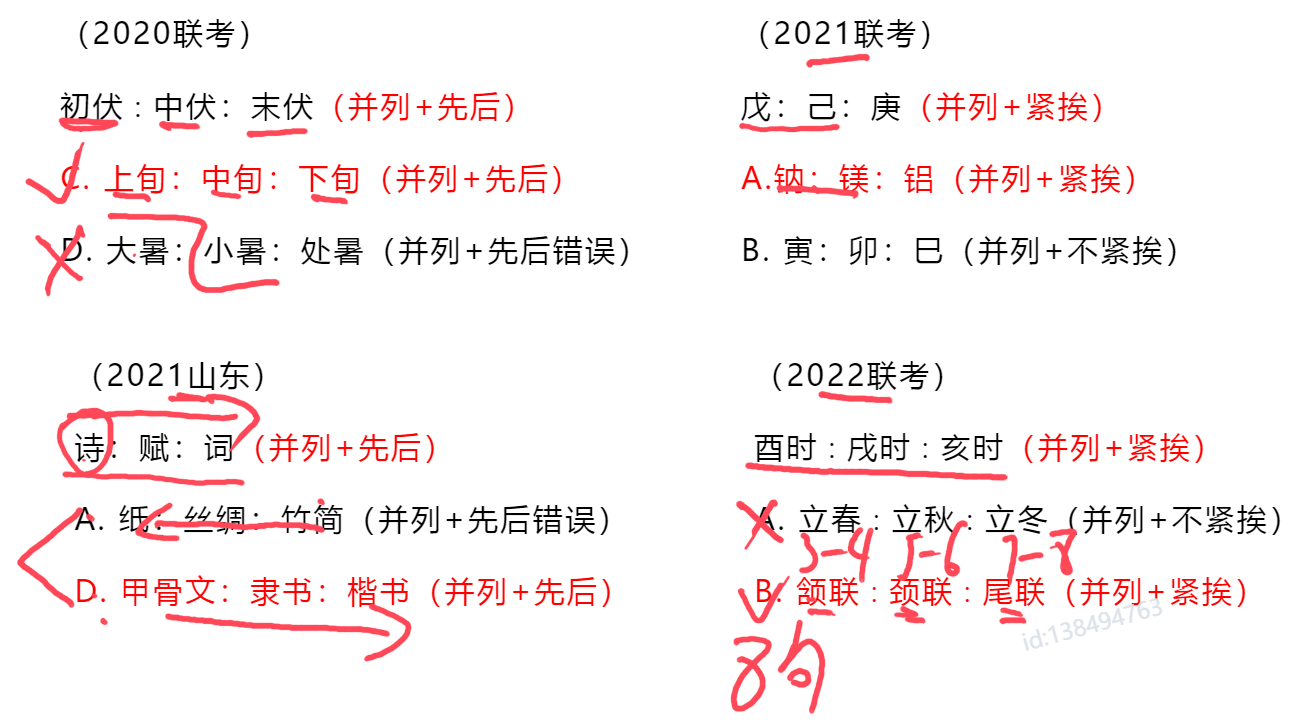 （2020联考）
初伏：中伏：末伏（并列+先后）
C. 上旬：中旬：下旬（并列+先后）
D. 大暑：小暑：处暑（并列+先后错误）
（2021联考）
戊：己：庚（并列+紧挨）
A.钠：镁：铝（并列+紧挨）
B. 寅：卯：巳（并列+不紧挨）
（2021山东）
诗：赋：词（并列+先后）
A. 纸：丝绸：竹简（并列+先后错误）
D. 甲骨文：隶书：楷书（并列+先后）
（2022联考）
酉时：戌时：亥时（并列+紧挨）
A. 立春：立秋：立冬（并列+不紧挨）
3-4 5-6 7-8
B. 颔联：颈联：尾联（并列+紧挨）
8句
id:138494763